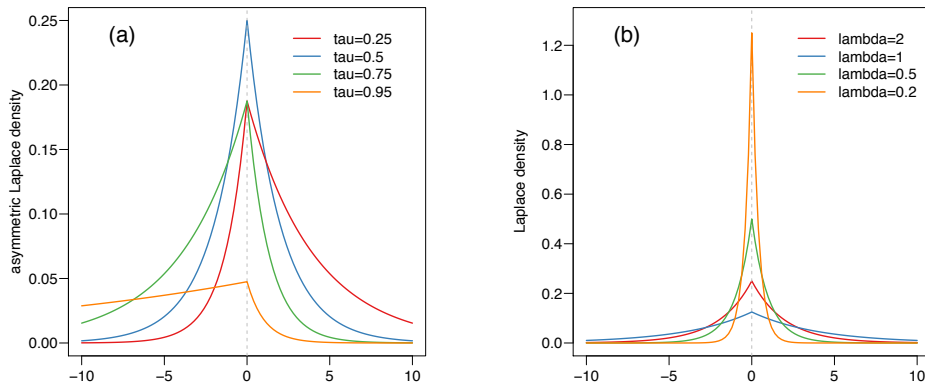 (a)
tau=0.25
tau=0.5
tau=0.75
tau=0.95
asymmetric Laplace density
0.25
0.20
0.15
0.10
0.05
0.00
−10 −5 0 5 10
(b)
lambda=2
lambda=1
lambda=0.5
lambda=0.2
Laplace density
1.2
1.0
0.8
0.6
0.4
0.2
0.0
−10 −5 0 5 10